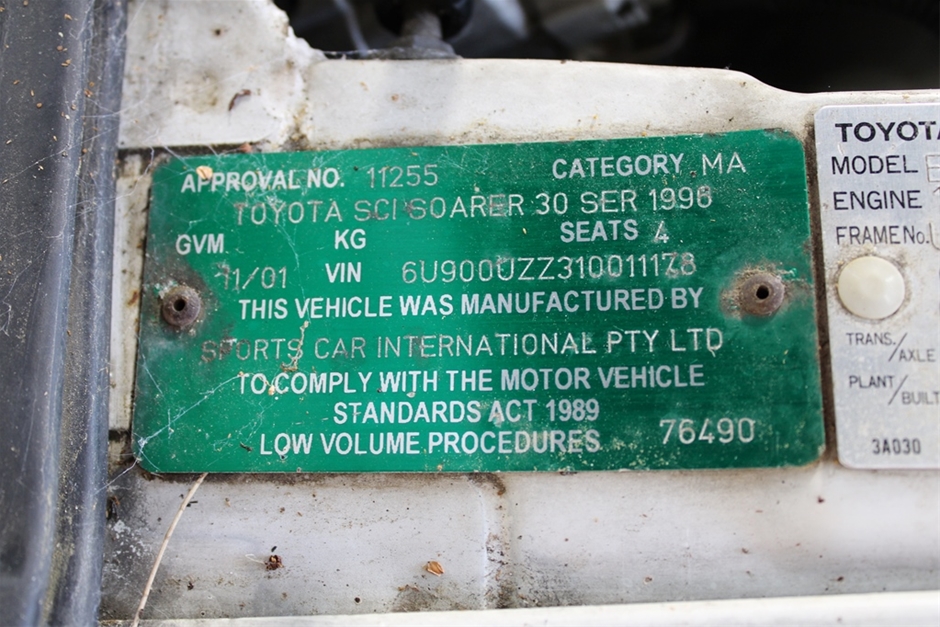 APPROVAL NO. 11255 CATEGORY MA
TOYOTA SCI SOARER 30 SER 1996
GVM KG SEATS 4
11/01 VIN 6U900UZZ310011178
THIS VEHICLE WAS MANUFACTURED BY
SPORTS CAR INTERNATIONAL PTY LTD
TO COMPLY WITH THE MOTOR VEHICLE
STANDARDS ACT 1989
LOW VOLUME PROCEDURES 76490
TOYOTA
MODEL
ENGINE
FRAME No.
TRANS./AXLE
PLANT/BUILT
3A030